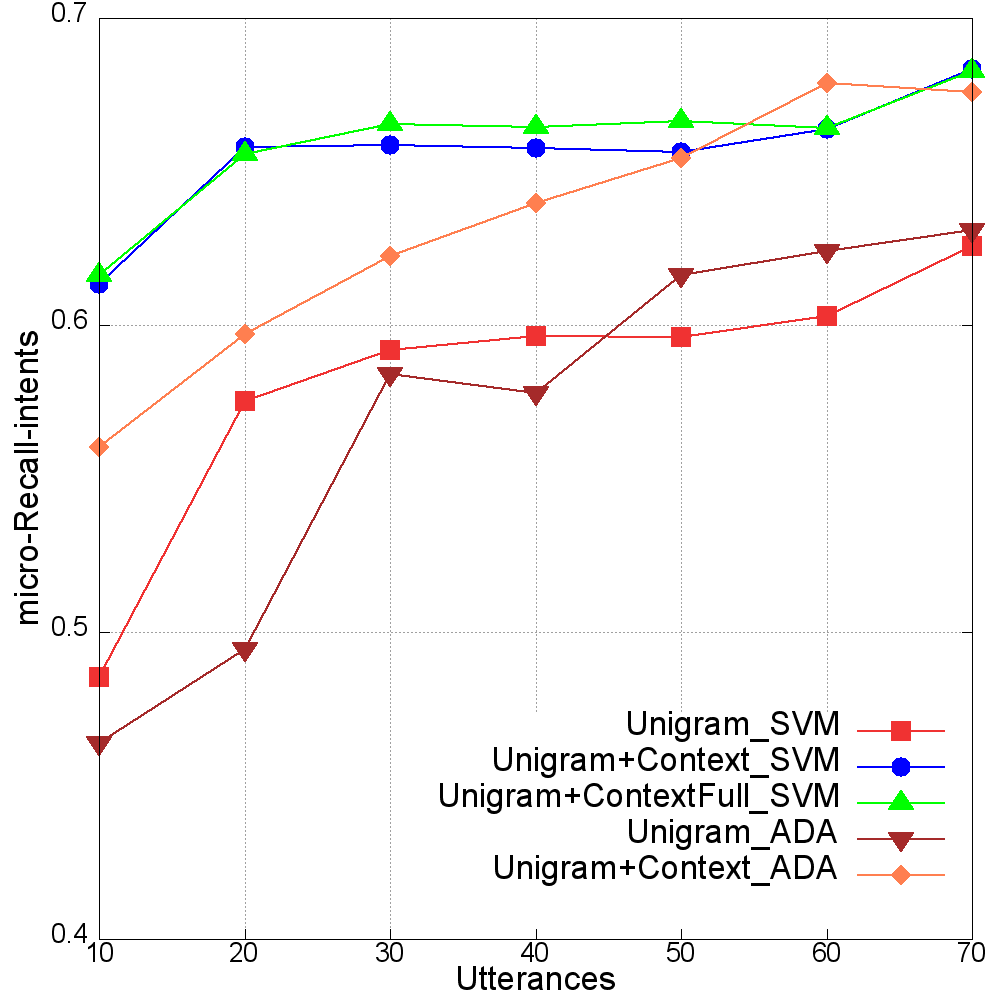 0.7
0.6
0.5
0.4
micro-Recall-intents
Unigram_SVM
Unigram+Context_SVM
Unigram+ContextFull_SVM
Unigram_ADA
Unigram+Context_ADA
10 20 30 40 50 60 70
Utterances